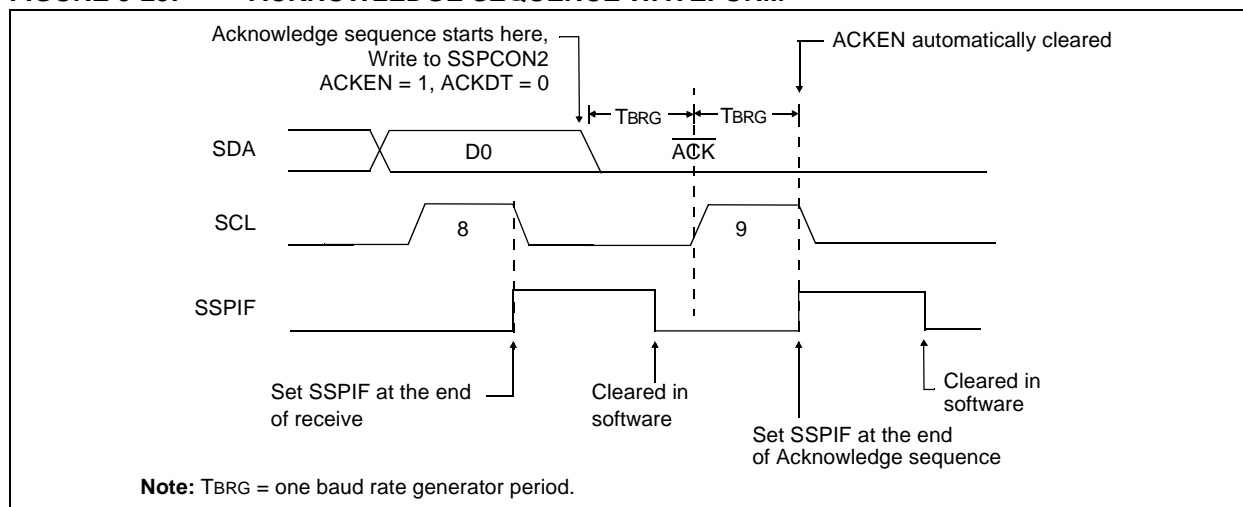 Acknowledge sequence starts here,
Write to SSPCON2
ACKEN = 1, ACKDT = 0
ACKEN automatically cleared
TBRG
TBRG
SDA
D0
ACK
SCL
8
9
SSPIF
Set SSPIF at the end
of receive
Cleared in
software
Set SSPIF at the end
of Acknowledge sequence
Cleared in
software
Note: TBRG = one baud rate generator period.